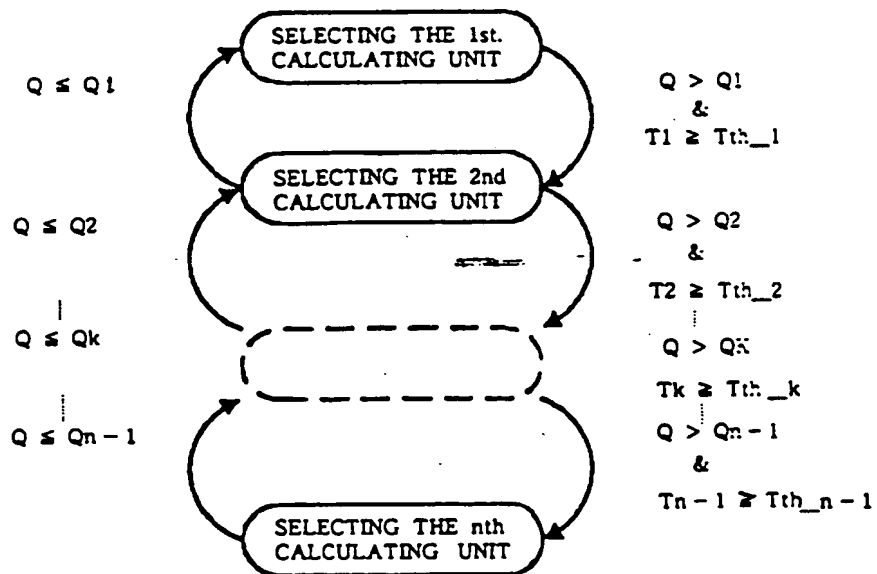 SELECTING THE 1st.
CALCULATING UNIT
Q ≦ Q1
Q > Q1
&
T1 ≧ Tth_1
SELECTING THE 2nd
CALCULATING UNIT
Q ≦ Q2
Q > Q2
&
T2 ≧ Tth_2
Q ≦ Qk
Q > QK
Tk ≧ Tth_k
Q ≦ Qn-1
Q > Qn-1
&
Tn-1 ≧ Tth_n-1
SELECTING THE nth
CALCULATING UNIT